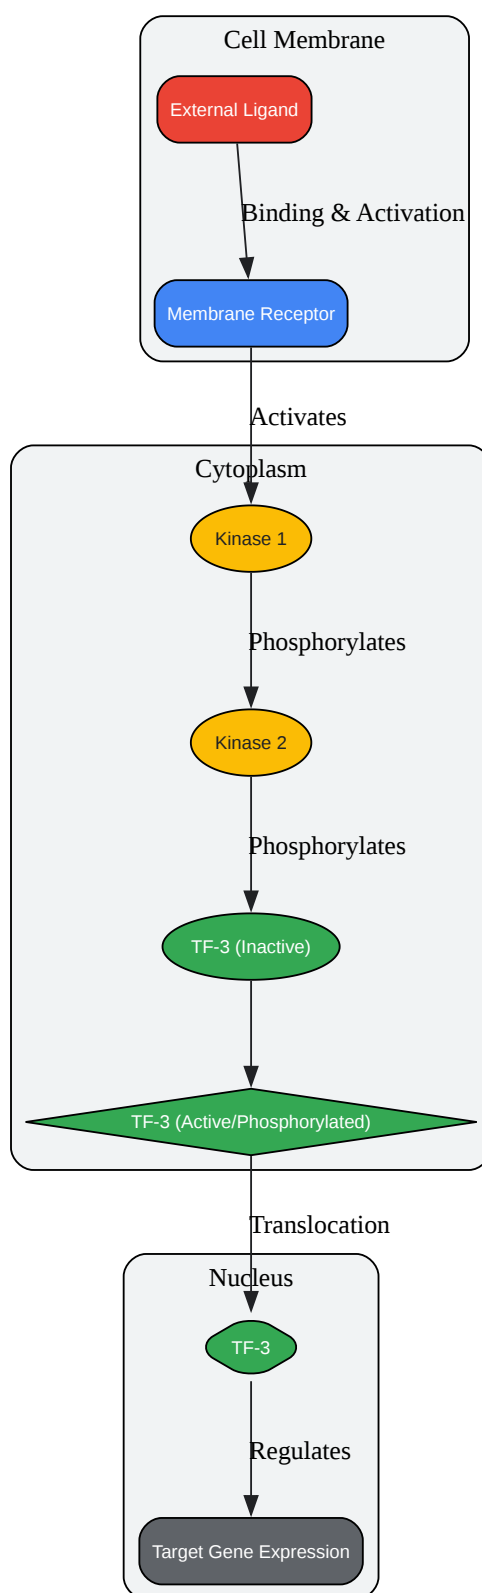 Cell Membrane
External Ligand
Binding & Activation
Membrane Receptor
Activates
Cytoplasm
Kinase 1
Phosphorylates
Kinase 2
Phosphorylates
TF-3 (Inactive)
TF-3 (Active/Phosphorylated)
Translocation
Nucleus
TF-3
Regulates
Target Gene Expression